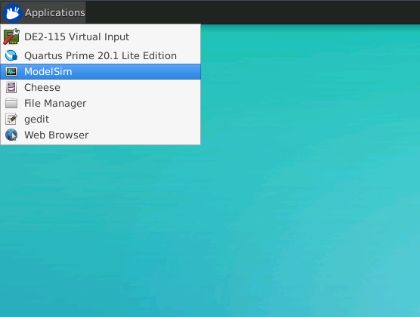 Applications
DE2-115 Virtual Input
Quartus Prime 20.1 Lite Edition
ModelSim
Cheese
File Manager
gedit
Web Browser